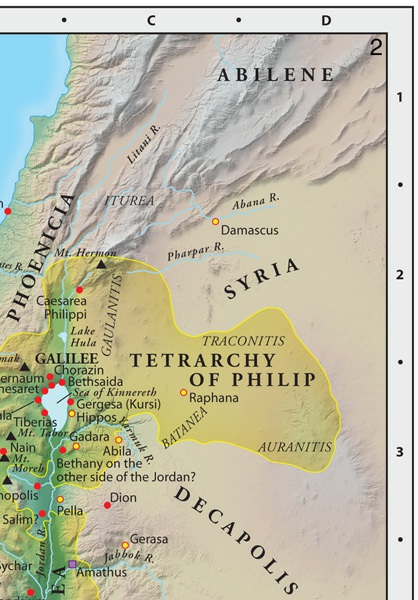 C
D
2
ABILENE
1
Litani R.
ITUREA
PHOENICIA
Abana R.
Damascus
Mt. Hermon
Pharpar R.
SYRIA
2
Caesarea
Philippi
GAULANITIS
Lake
Hula
TRACONITIS
GALILEE
TETRARCHY
OF PHILIP
Chorazin
Bethsaida
Sea of Kinnereth
Raphana
Gergesa (Kursi)
Hippos
BATANEA
Tiberias
Mt. Tabor
Gadara
Yarmuk R.
AURANITIS
3
Nain
Abila
Mt.
Moreh
Bethany on the
other side of the Jordan?
DECAPOLIS
Dion
Pella
Salim?
Jordan R.
Gerasa
Jabbok R.
Amathus